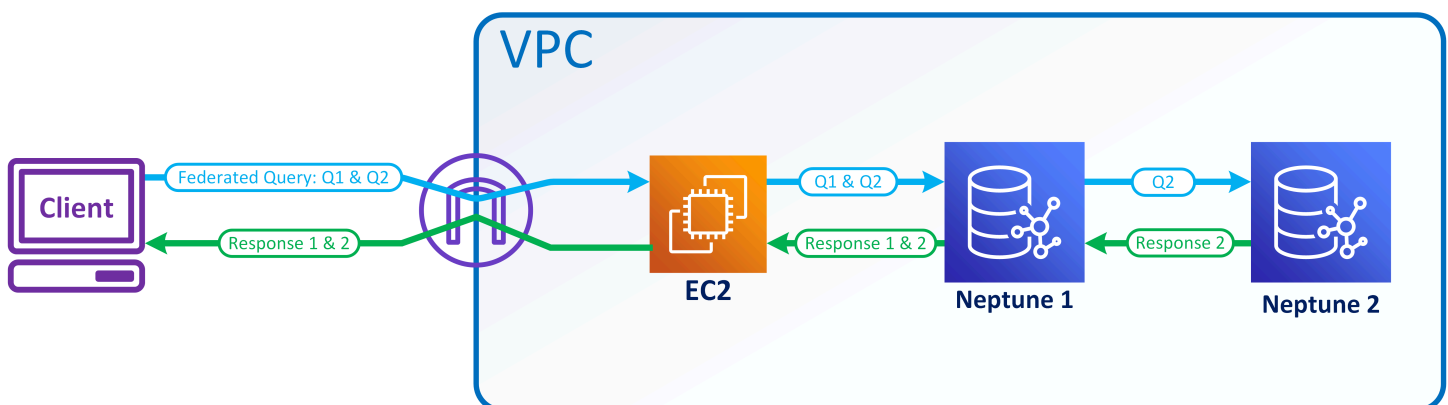 VPC
Federated Query: Q1 & Q2
Q1 & Q2
Q2
Client
Response 1 & 2
Response 1 & 2
Response 2
EC2
Neptune 1
Neptune 2